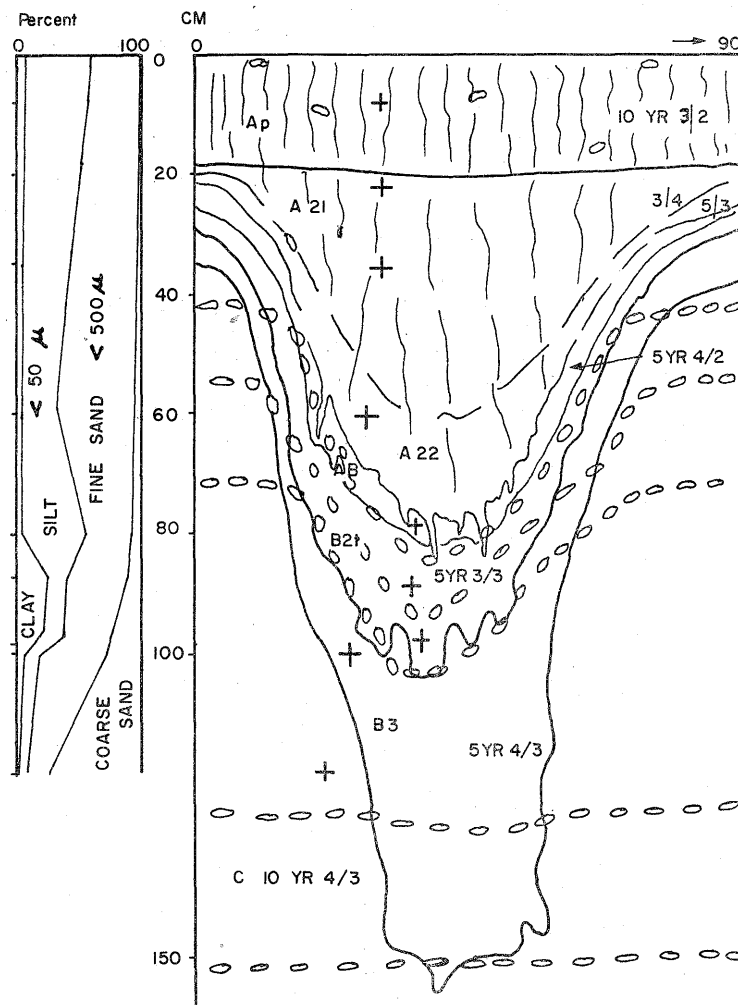 Percent
0 100
CM
0 → 90
0
20
40
60
80
100
150
< 50 µ
SILT
CLAY
FINE SAND < 500 µ
COARSE SAND
Ap
10 YR 3/2
A 21
3/4
5/3
5YR 4/2
A 22
AB
B2t
5YR 3/3
B3
5YR 4/3
C 10 YR 4/3